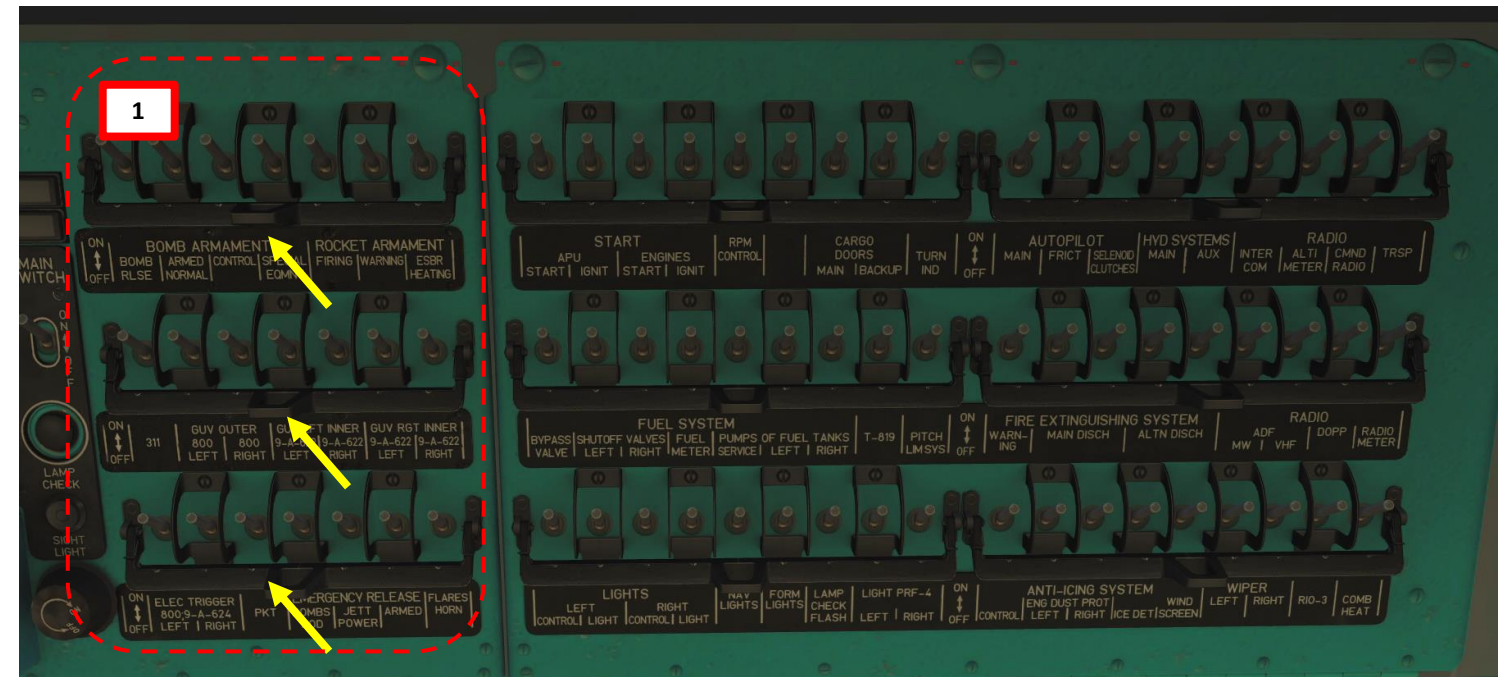 1
MAIN
SWITCH
ON
OFF
LAMP
CHECK
SIGHT
LIGHT
OFF
ON
OFF
BOMB ARMAMENT
BOMB RLSE
ARMED NORMAL
CONTROL
ROCKET ARMAMENT
FIRING
WARNING
ESBR HEATING
ON
OFF
311
GUV OUTER
800 LEFT
800 RIGHT
INNER
LEFT
9-A-622 RIGHT
GUV RGT INNER
9-A-622 LEFT
9-A-622 RIGHT
ON
OFF
ELEC TRIGGER
800;9-A-624
LEFT
RIGHT
PKT
EMERGENCY RELEASE
JETT POWER
ARMED
FLARES
HORN
START
APU
START
IGNIT
ENGINES
START
IGNIT
RPM
CONTROL
CARGO
DOORS
MAIN
BACKUP
TURN
IND
ON
OFF
AUTOPILOT
MAIN
FRICT
SELENOID
CLUTCHES
HYD SYSTEMS
MAIN
AUX
RADIO
INTER COM
ALTI METER
CMND RADIO
TRSP
FUEL SYSTEM
BYPASS VALVE
SHUTOFF VALVES
LEFT
RIGHT
FUEL METER
PUMPS OF FUEL TANKS
SERVICE
LEFT
RIGHT
T-819
PITCH
LIM SYS
ON
OFF
FIRE EXTINGUISHING SYSTEM
WARN-
ING
MAIN DISCH
ALTN DISCH
RADIO
ADF
MW
VHF
DOPP
RADIO METER
LIGHTS
LEFT
CONTROL
LIGHT
RIGHT
CONTROL
LIGHT
NAV
LIGHTS
FORM
LIGHTS
LAMP
CHECK
FLASH
LIGHT PRF-4
LEFT
RIGHT
ON
OFF
ANTI-ICING SYSTEM
CONTROL
ENG DUST PROT
LEFT
RIGHT
ICE DET
WIND
SCREEN
WIPER
LEFT
RIGHT
RIO-3
COMB
HEAT